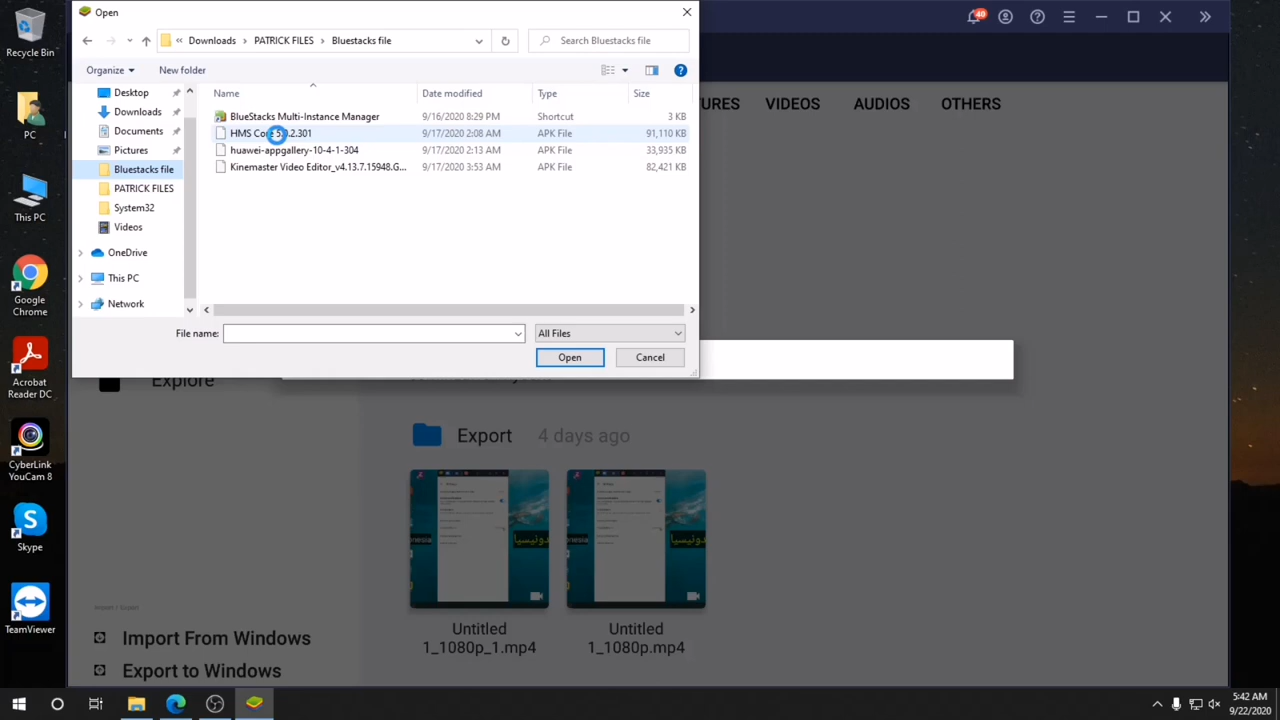 Recycle Bin
PC
This PC
Google Chrome
Acrobat Reader DC
CyberLink YouCam 8
Skype
TeamViewer
Open
« Downloads > PATRICK FILES > Bluestacks file
Search Bluestacks file
Organize
New folder
Desktop
Downloads
Documents
Pictures
Bluestacks file
PATRICK FILES
System32
Videos
OneDrive
This PC
Network
Name Date modified Type Size
BlueStacks Multi-Instance Manager 9/16/2020 8:29 PM Shortcut 3 KB
HMS Core 2.301 9/17/2020 2:08 AM APK File 91,110 KB
huawei-appgallery-10-4-1-304 9/17/2020 2:13 AM APK File 33,935 KB
Kinemaster Video Editor_v4.13.7.15948.G... 9/17/2020 3:53 AM APK File 82,421 KB
File name:
All Files
Open
Cancel
40
VIDEOS
AUDIOS
OTHERS
Explore
Export 4 days ago
دونيسيا
دونيسيا
Untitled
1_1080p_1.mp4
Untitled
1_1080p.mp4
Import From Windows
Export to Windows
5:42 AM
9/22/2020